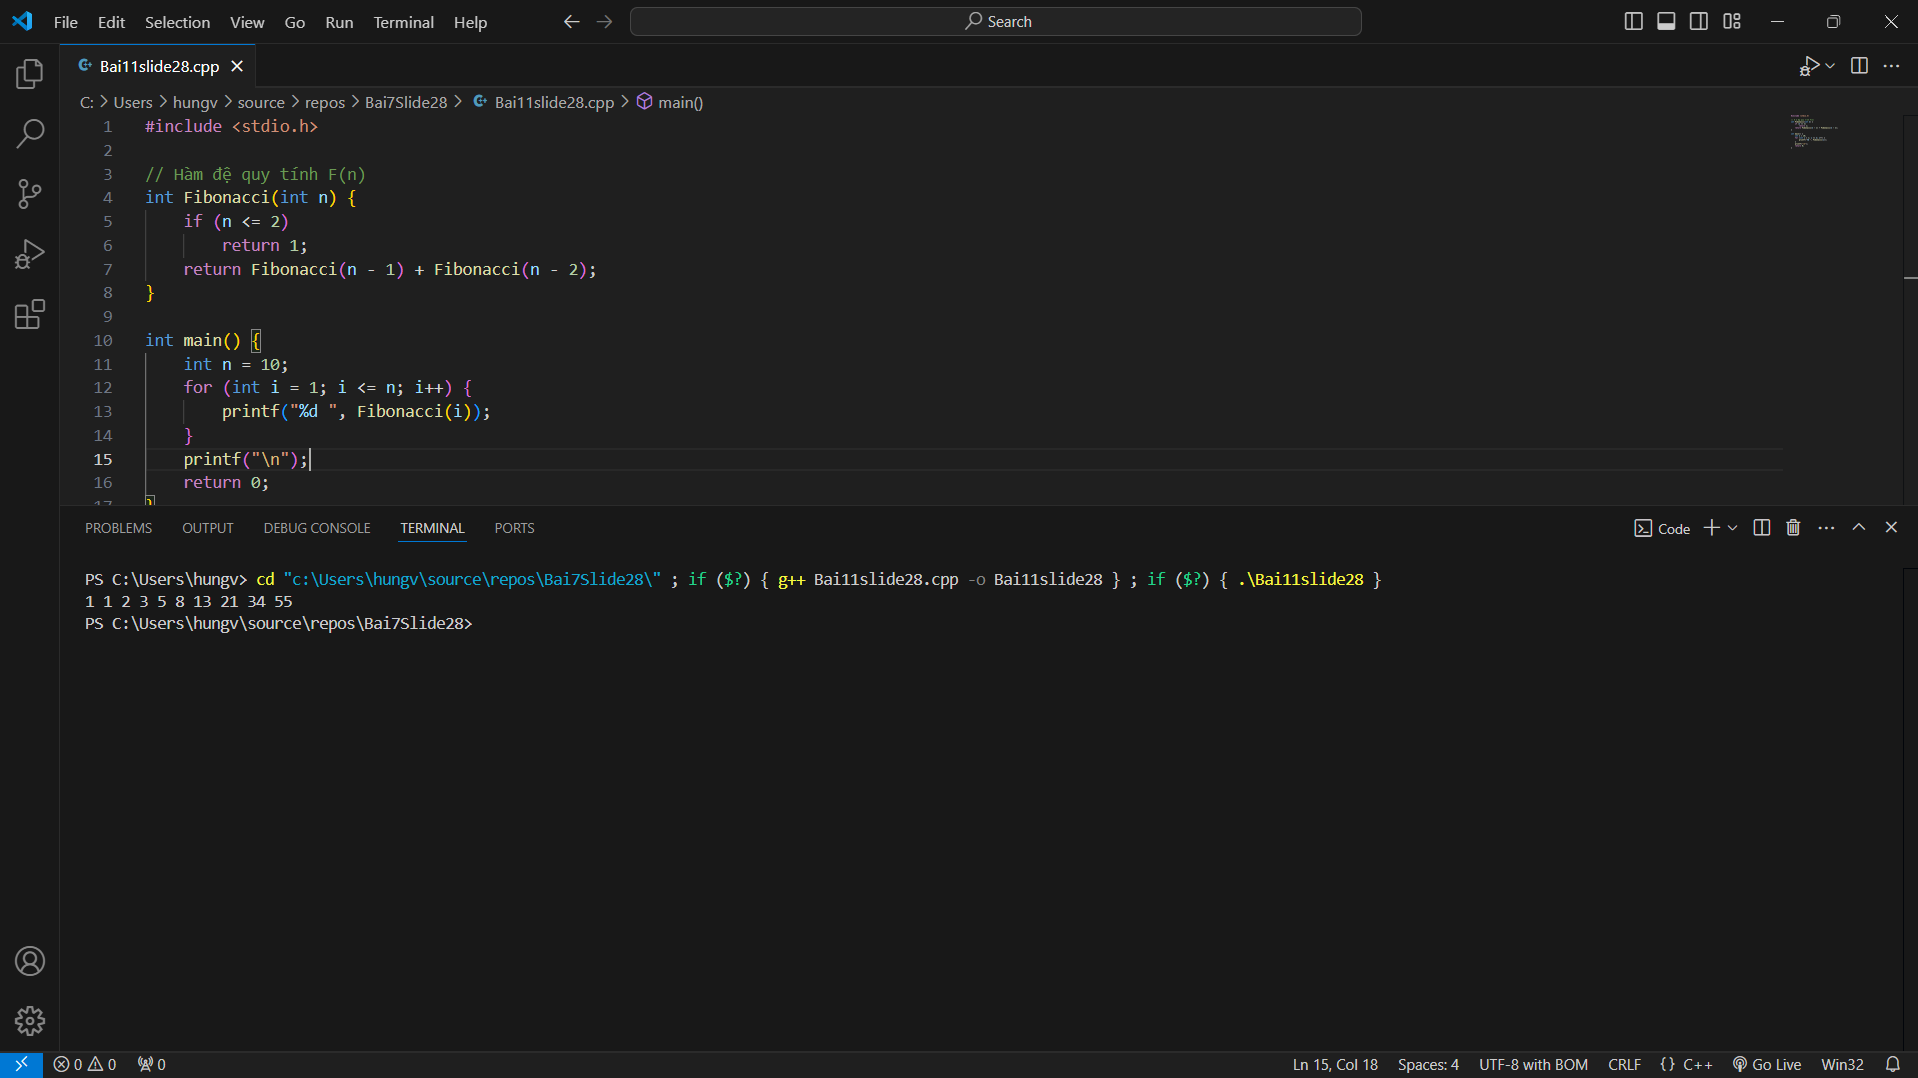 File Edit Selection View Go Run Terminal Help Search
Bai11slide28.cpp
C: > Users > hungv > source > repos > Bai7Slide28 > Bai11slide28.cpp > main()
1 #include <stdio.h>
2
3 // Hàm đệ quy tính F(n)
4 int Fibonacci(int n) {
5     if (n <= 2)
6         return 1;
7     return Fibonacci(n - 1) + Fibonacci(n - 2);
8 }
9
10 int main() {
11     int n = 10;
12     for (int i = 1; i <= n; i++) {
13         printf("%d ", Fibonacci(i));
14     }
15     printf("\n");
16     return 0;
17 }
PROBLEMS OUTPUT DEBUG CONSOLE TERMINAL PORTS Code
PS C:\Users\hungv> cd "c:\Users\hungv\source\repos\Bai7Slide28\" ; if ($?) { g++ Bai11slide28.cpp -o Bai11slide28 } ; if ($?) { .\Bai11slide28 }
1 1 2 3 5 8 13 21 34 55
PS C:\Users\hungv\source\repos\Bai7Slide28>
0 0 0 Ln 15, Col 18 Spaces: 4 UTF-8 with BOM CRLF {} C++ Go Live Win32